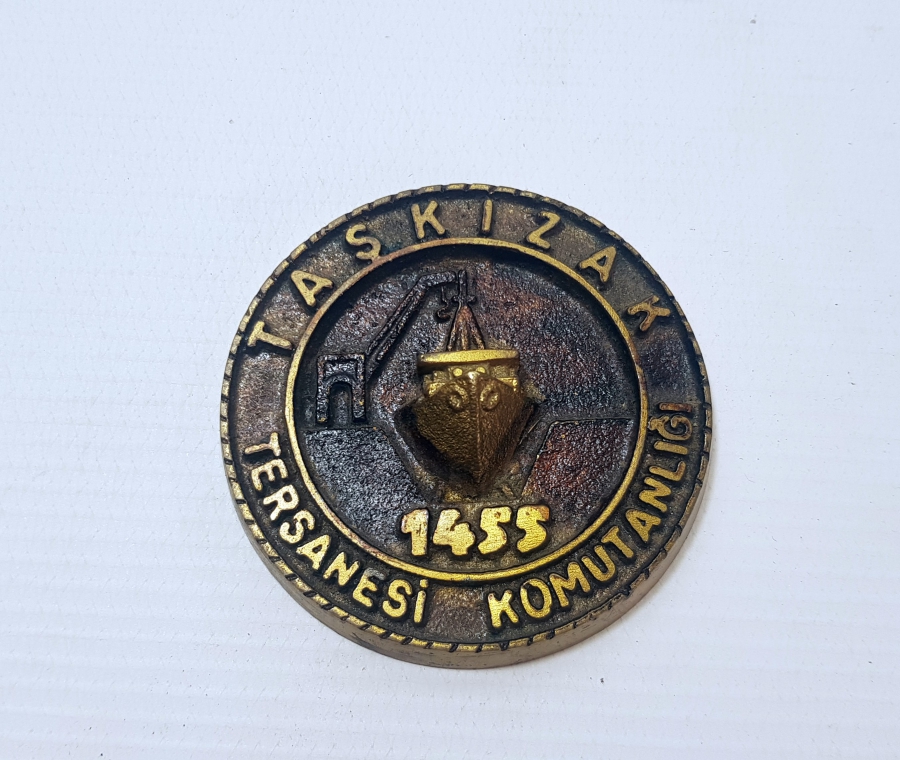 TAŞKIZAK
TERSANESİ KOMUTANLIĞI
1455